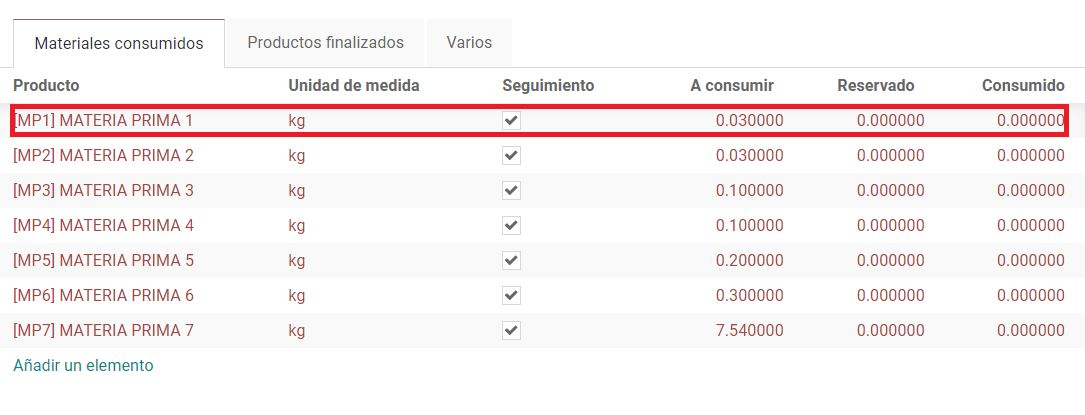 Materiales consumidos Productos finalizados Varios
Producto Unidad de medida Seguimiento A consumir Reservado Consumido
[MP1] MATERIA PRIMA 1 kg 0.030000 0.000000 0.000000
[MP2] MATERIA PRIMA 2 kg 0.030000 0.000000 0.000000
[MP3] MATERIA PRIMA 3 kg 0.100000 0.000000 0.000000
[MP4] MATERIA PRIMA 4 kg 0.100000 0.000000 0.000000
[MP5] MATERIA PRIMA 5 kg 0.200000 0.000000 0.000000
[MP6] MATERIA PRIMA 6 kg 0.300000 0.000000 0.000000
[MP7] MATERIA PRIMA 7 kg 7.540000 0.000000 0.000000
Añadir un elemento